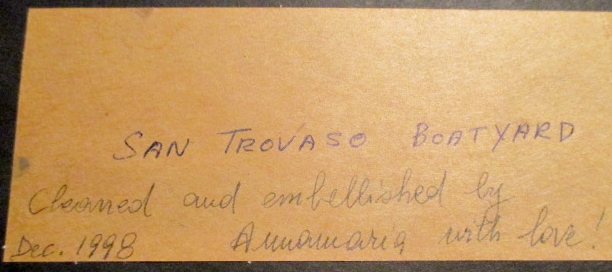 SAN TROVASO BOATYARD
Cleaned and embellished by
Dec. 1998 Annamaria with love!